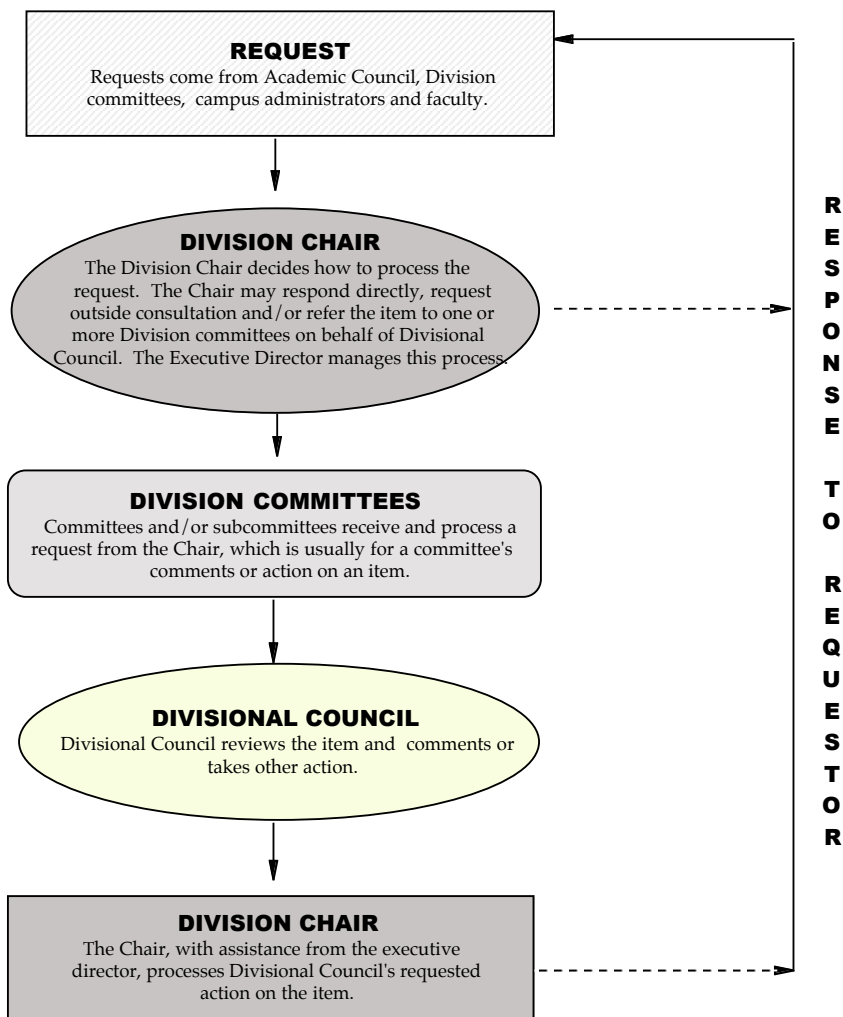 REQUEST
Requests come from Academic Council, Division
committees,  campus administrators and faculty.
DIVISION CHAIR
The Division Chair decides how to process the
request.  The Chair may respond directly, request
outside consultation and/or refer the item to one or
more Division committees on behalf of Divisional
Council.  The Executive Director manages this process.
DIVISION COMMITTEES
Committees and/or subcommittees receive and process a
request from the Chair, which is usually for a committee's
comments or action on an item.
DIVISIONAL COUNCIL
Divisional Council reviews the item and  comments or
takes other action.
DIVISION CHAIR
The Chair, with assistance from the executive
director, processes Divisional Council's requested
action on the item.
RESPONSE TO REQUESTOR